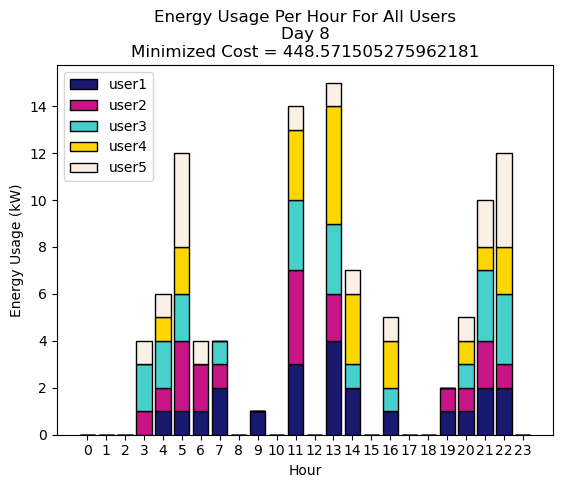 Energy Usage Per Hour For All Users
Day 8
Minimized Cost = 448.571505275962181
user1
user2
user3
user4
user5
Energy Usage (kW)
14
12
10
8
6
4
2
0
0 1 2 3 4 5 6 7 8 9 10 11 12 13 14 15 16 17 18 19 20 21 22 23
Hour